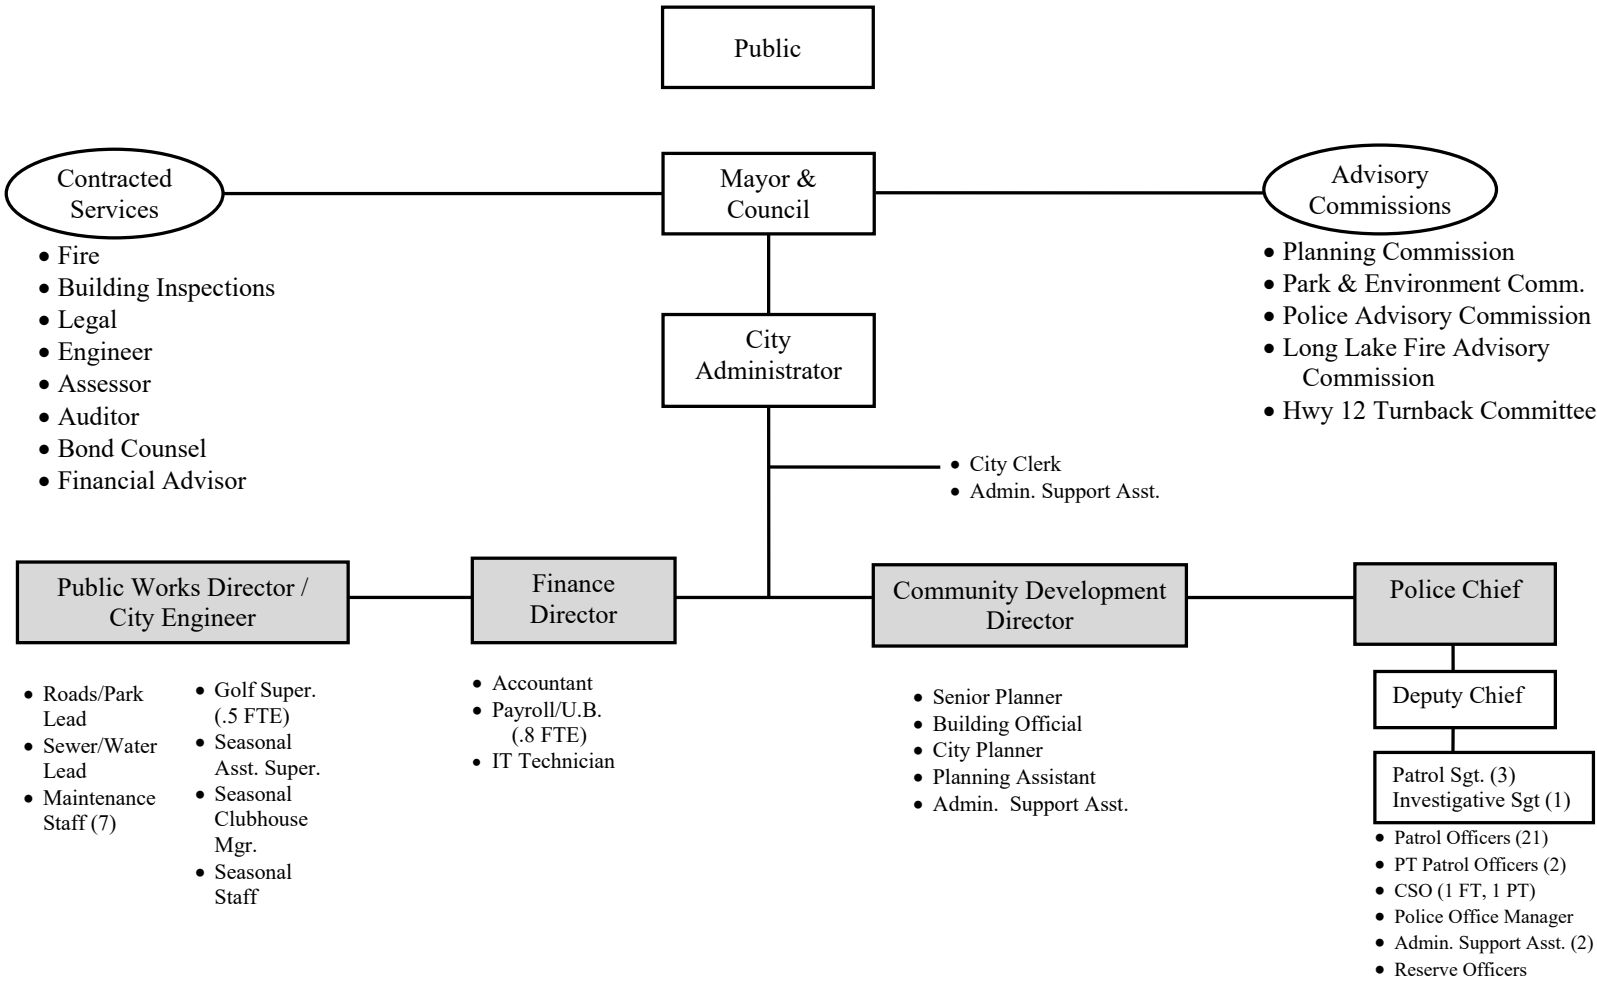 Public
Contracted
Services
• Fire
• Building Inspections
• Legal
• Engineer
• Assessor
• Auditor
• Bond Counsel
• Financial Advisor
Mayor &
Council
Advisory
Commissions
• Planning Commission
• Park & Environment Comm.
• Police Advisory Commission
• Long Lake Fire Advisory
Commission
• Hwy 12 Turnback Committee
City
Administrator
• City Clerk
• Admin. Support Asst.
Public Works Director /
City Engineer
• Roads/Park
Lead
• Sewer/Water
Lead
• Maintenance
Staff (7)
• Golf Super.
(.5 FTE)
• Seasonal
Asst. Super.
• Seasonal
Clubhouse
Mgr.
• Seasonal
Staff
Finance
Director
• Accountant
• Payroll/U.B.
(.8 FTE)
• IT Technician
Community Development
Director
• Senior Planner
• Building Official
• City Planner
• Planning Assistant
• Admin.  Support Asst.
Police Chief
Deputy Chief
Patrol Sgt. (3)
Investigative Sgt (1)
• Patrol Officers (21)
• PT Patrol Officers (2)
• CSO (1 FT, 1 PT)
• Police Office Manager
• Admin. Support Asst. (2)
• Reserve Officers